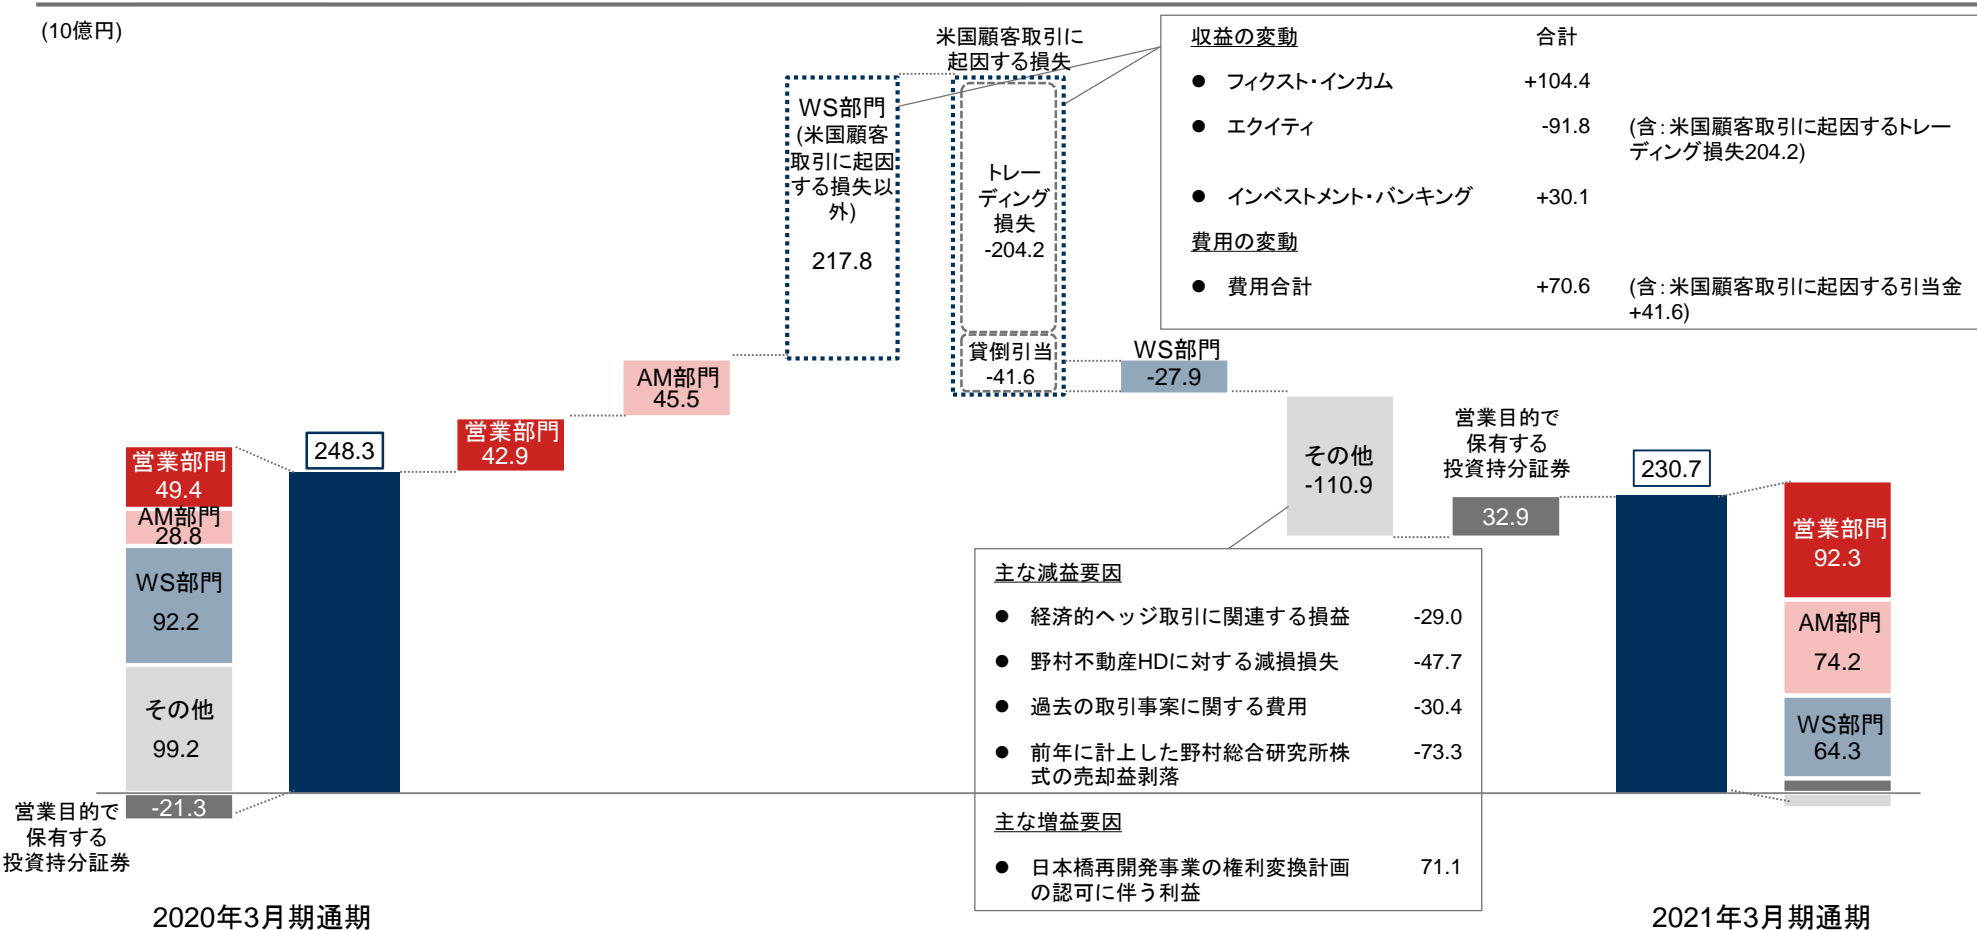 (10億円)
米国顧客取引に
起因する損失
WS部門
(米国顧客
取引に起因
する損失以
外)
217.8
トレー
ディング
損失
-204.2
貸倒引当
-41.6
収益の変動 合計
● フィクスト・インカム +104.4
● エクイティ -91.8 (含：米国顧客取引に起因するトレー
ディング損失204.2)
● インベストメント・バンキング +30.1
費用の変動
● 費用合計 +70.6 (含：米国顧客取引に起因する引当金
+41.6)
営業部門
49.4
AM部門
28.8
WS部門
92.2
その他
99.2
-21.3
営業目的で
保有する
投資持分証券
248.3
営業部門
42.9
AM部門
45.5
WS部門
-27.9
その他
-110.9
営業目的で
保有する
投資持分証券
32.9
230.7
営業部門
92.3
AM部門
74.2
WS部門
64.3
主な減益要因
● 経済的ヘッジ取引に関連する損益 -29.0
● 野村不動産HDに対する減損損失 -47.7
● 過去の取引事案に関する費用 -30.4
● 前年に計上した野村総合研究所株 -73.3
式の売却益剥落
主な増益要因
● 日本橋再開発事業の権利変換計画 71.1
の認可に伴う利益
2020年3月期通期
2021年3月期通期